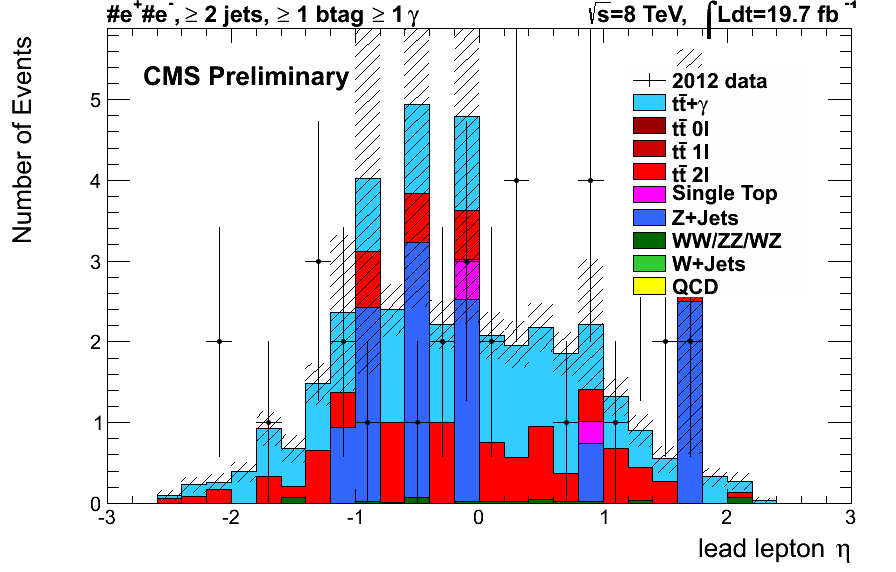 #e⁺#e⁻, ≥ 2 jets, ≥ 1 btag ≥ 1 γ
√s=8 TeV, ∫Ldt=19.7 fb⁻¹
CMS Preliminary
Number of Events
2012 data
tt̄+γ
tt̄ 0l
tt̄ 1l
tt̄ 2l
Single Top
Z+Jets
WW/ZZ/WZ
W+Jets
QCD
5
4
3
2
1
0
-3 -2 -1 0 1 2 3
lead lepton η